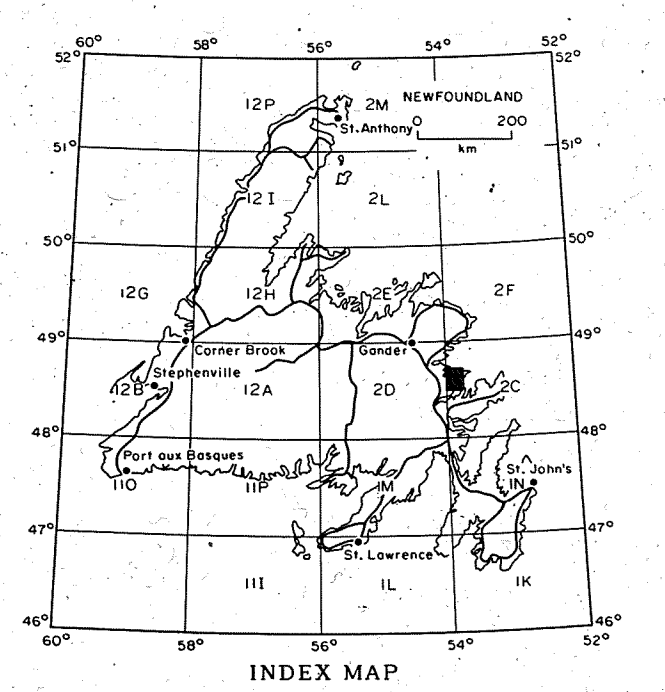 60° 58° 56° 54° 52°
52° 52°
12P 2M NEWFOUNDLAND
0 200
St. Anthony
km
51° 51°
12I 2L
50° 50°
12G 12H 2E 2F
49° 49°
Corner Brook Gander
Stephenville
12B 12A 2D 2C
48° 48°
Port aux Basques
St. John's
11O 11P 1M 1N
47° 47°
St. Lawrence
11I 1L 1K
46° 46°
60° 58° 56° 54° 52°
INDEX MAP